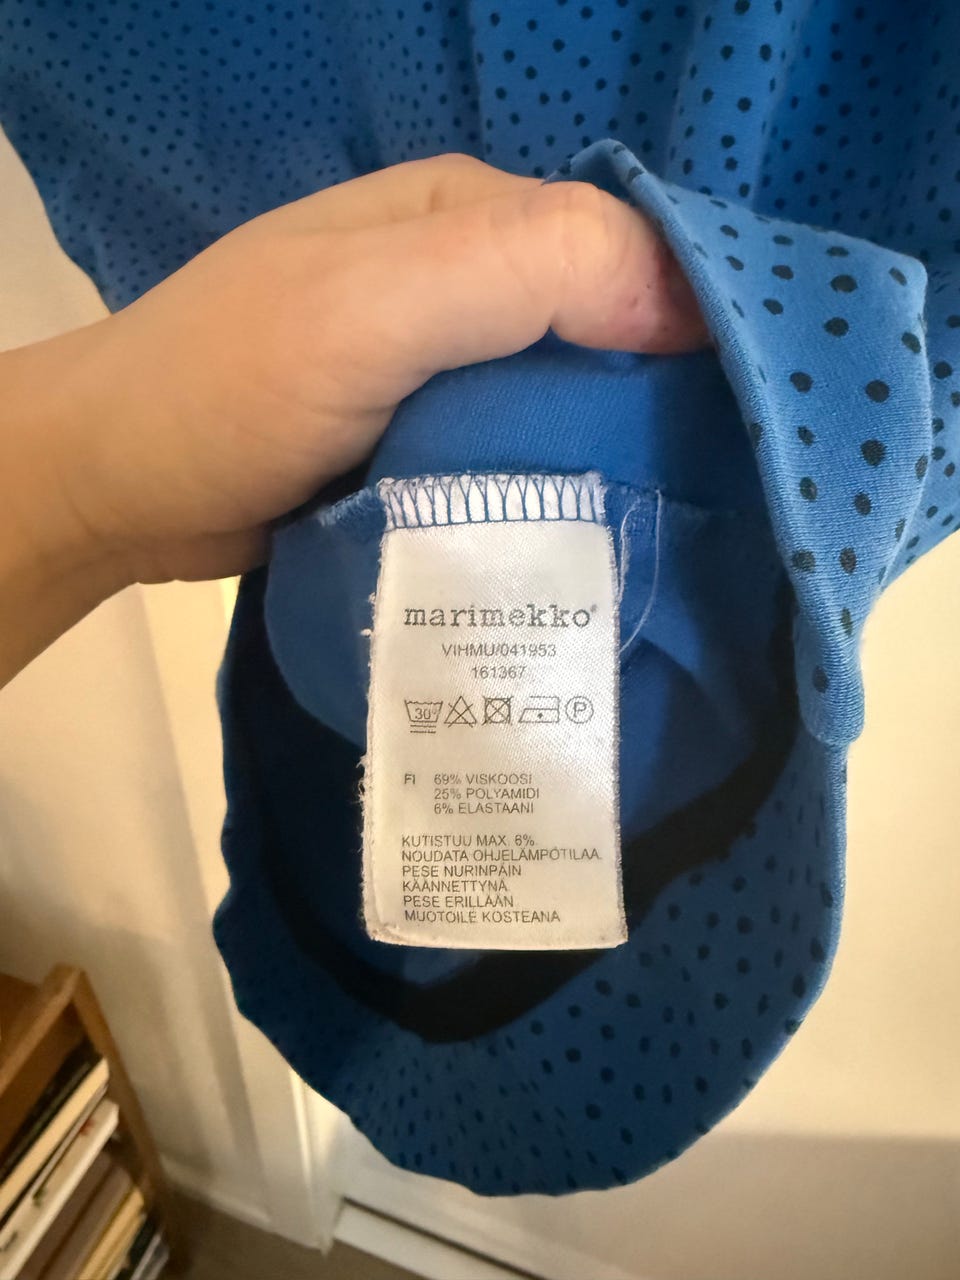 marimekko®
VIHMU/041953
161367
30° P
FI 69% VISKOOSI
25% POLYAMIDI
6% ELASTAANI
KUTISTUU MAX. 6%.
NOUDATA OHJELÄMPÖTILAA.
PESE NURINPÄIN
KÄÄNNETTYNÄ.
PESE ERILLÄÄN.
MUOTOILE KOSTEANA